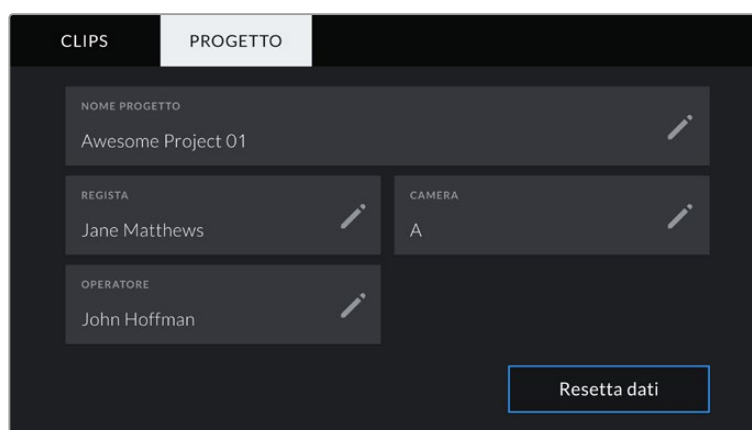 CLIPS PROGETTO
NOME PROGETTO
Awesome Project 01
REGISTA
Jane Matthews
CAMERA
A
OPERATORE
John Hoffman
Resetta dati